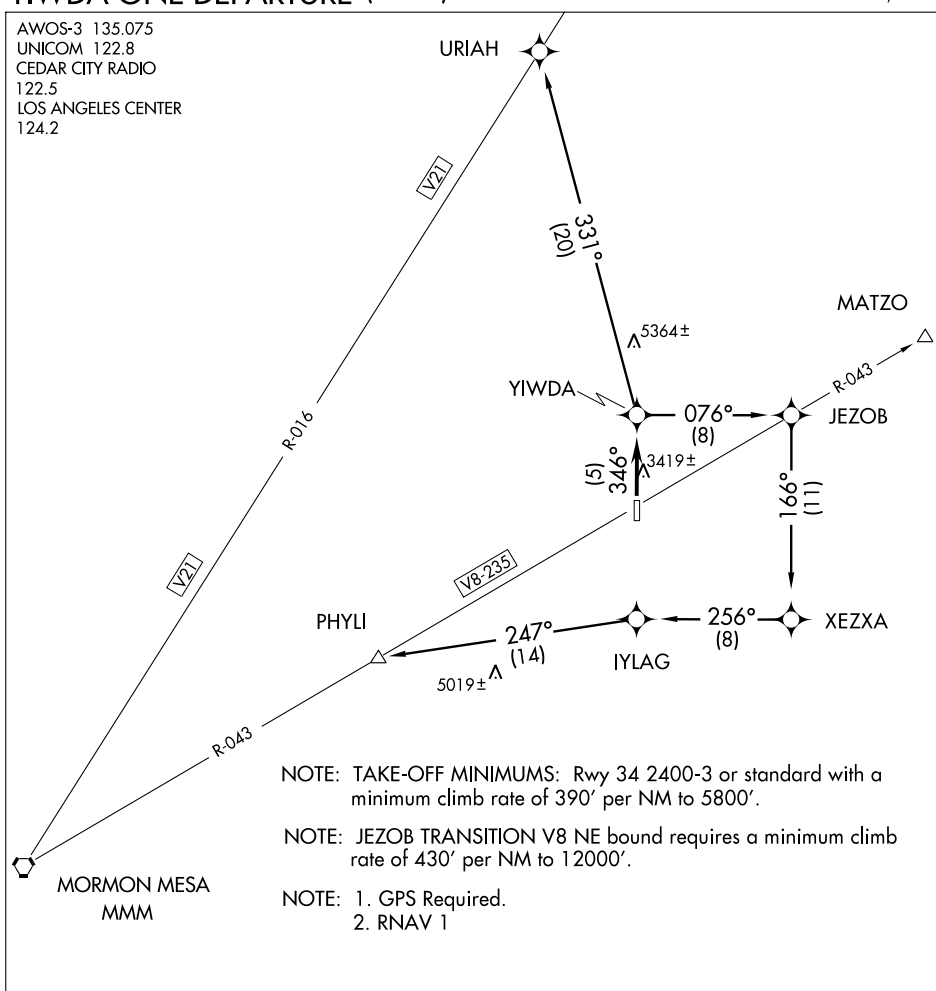 YIWDA ONE DEPARTURE
AWOS-3 135.075
UNICOM 122.8
CEDAR CITY RADIO
122.5
LOS ANGELES CENTER
124.2
URIAH
V21
331°
(20)
MATZO
5364±
R-043
YIWDA
076°
(8)
JEZOB
R-016
346°
(5)
3419±
166°
(11)
V21
V8-235
PHYLI
247°
(14)
256°
(8)
XEZXA
IYLAG
5019±
R-043
NOTE: TAKE-OFF MINIMUMS: Rwy 34 2400-3 or standard with a
minimum climb rate of 390' per NM to 5800'.
NOTE: JEZOB TRANSITION V8 NE bound requires a minimum climb
rate of 430' per NM to 12000'.
MORMON MESA
MMM
NOTE: 1. GPS Required.
2. RNAV 1